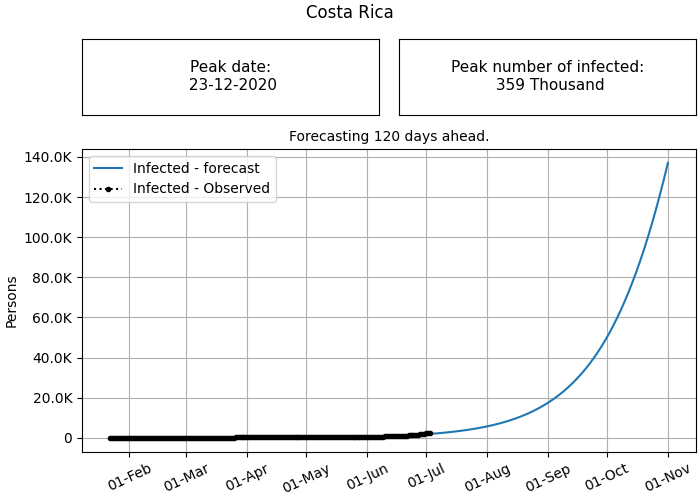 Costa Rica
Peak date:
23-12-2020
Peak number of infected:
359 Thousand
Forecasting 120 days ahead.
Infected - forecast
Infected - Observed
Persons
140.0K
120.0K
100.0K
80.0K
60.0K
40.0K
20.0K
0
01-Feb
01-Mar
01-Apr
01-May
01-Jun
01-Jul
01-Aug
01-Sep
01-Oct
01-Nov